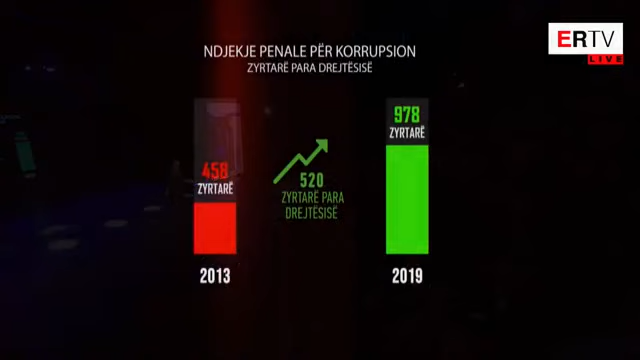 ERTV
LIVE
NDJEKJE PENALE PËR KORRUPSION
ZYRTARË PARA DREJTËSISË
458
ZYRTARË
520
ZYRTARË PARA
DREJTËSISË
978
ZYRTARË
2013
2019